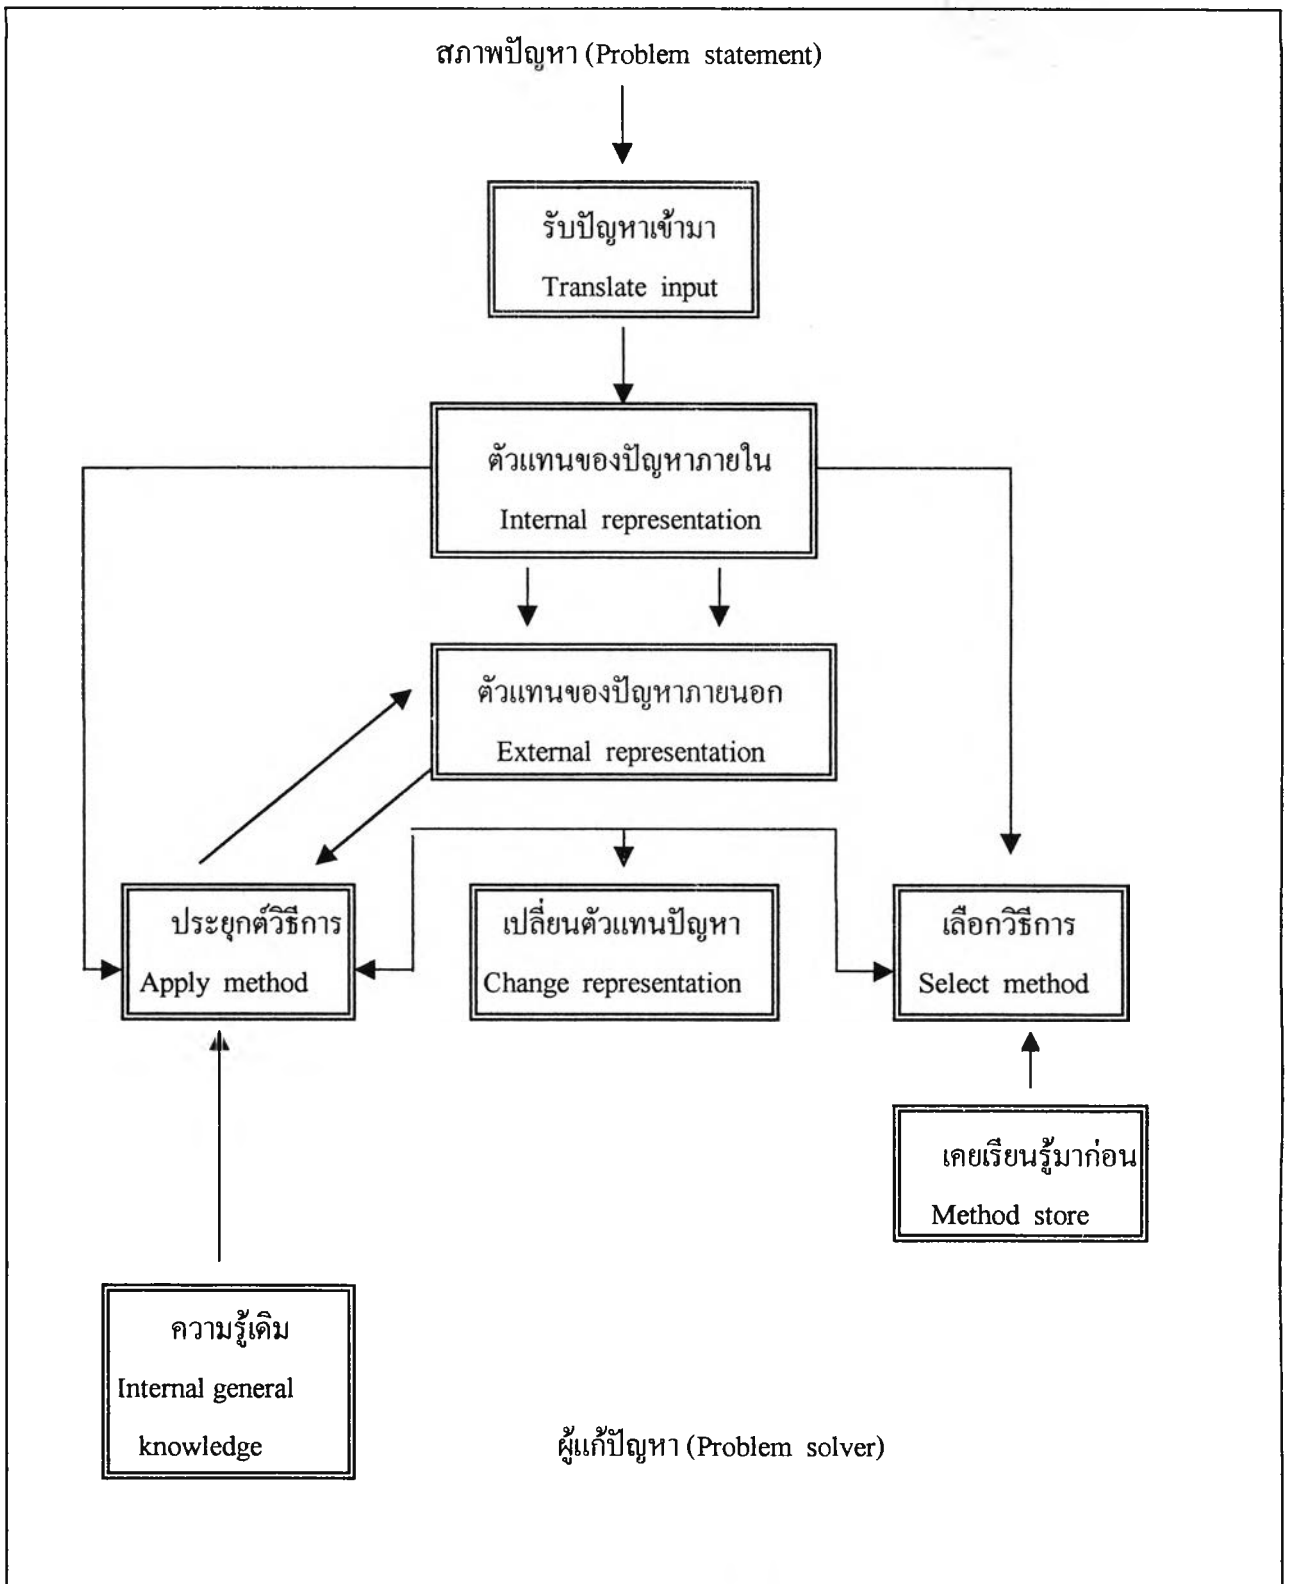 สภาพปัญหา (Problem statement)
รับปัญหาเข้ามา
Translate input
ตัวแทนของปัญหาภายใน
Internal representation
ตัวแทนของปัญหาภายนอก
External representation
ประยุกต์วิธีการ
Apply method
เปลี่ยนตัวแทนปัญหา
Change representation
เลือกวิธีการ
Select method
เคยเรียนรู้มาก่อน
Method store
ความรู้เดิม
Internal general
knowledge
ผู้แก้ปัญหา (Problem solver)